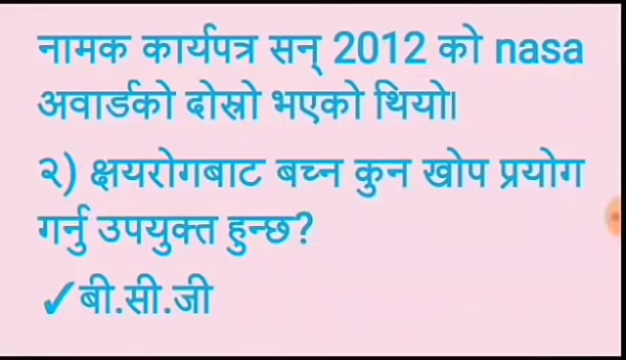 नामक कार्यपत्र सन् 2012 को nasa
अवार्डको दोस्रो भएको थियो।
२) क्षयरोगबाट बच्न कुन खोप प्रयोग
गर्नु उपयुक्त हुन्छ?
✓बी.सी.जी